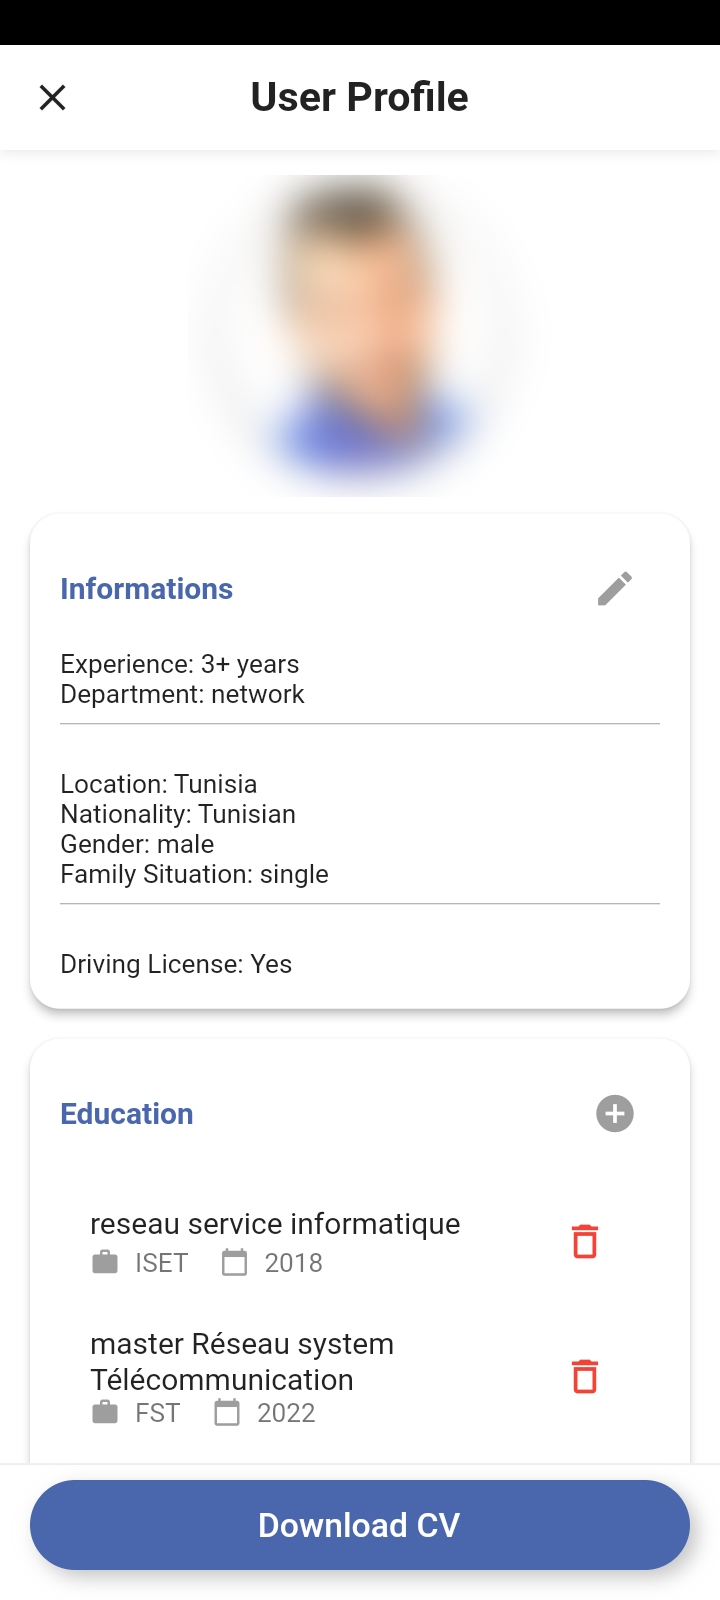 User Profile
Informations
Experience: 3+ years
Department: network
Location: Tunisia
Nationality: Tunisian
Gender: male
Family Situation: single
Driving License: Yes
Education
reseau service informatique
ISET 2018
master Réseau system
Télécommunication
FST 2022
Download CV